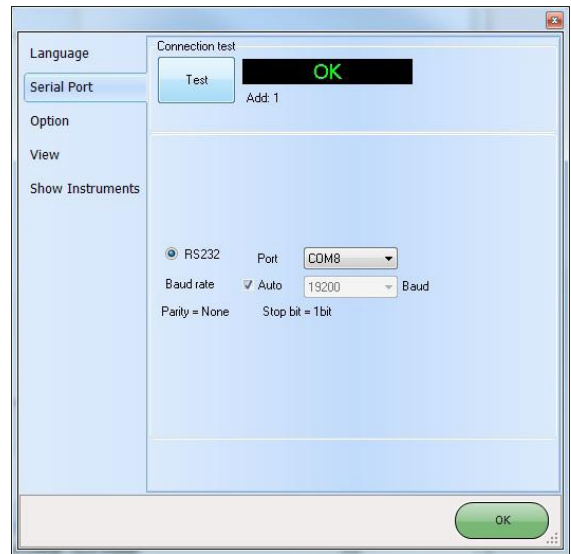 Language
Serial Port
Option
View
Show Instruments
Connection test
Test
OK
Add: 1
RS232 Port COM8
Baud rate Auto 19200 Baud
Parity = None Stop bit = 1bit
OK